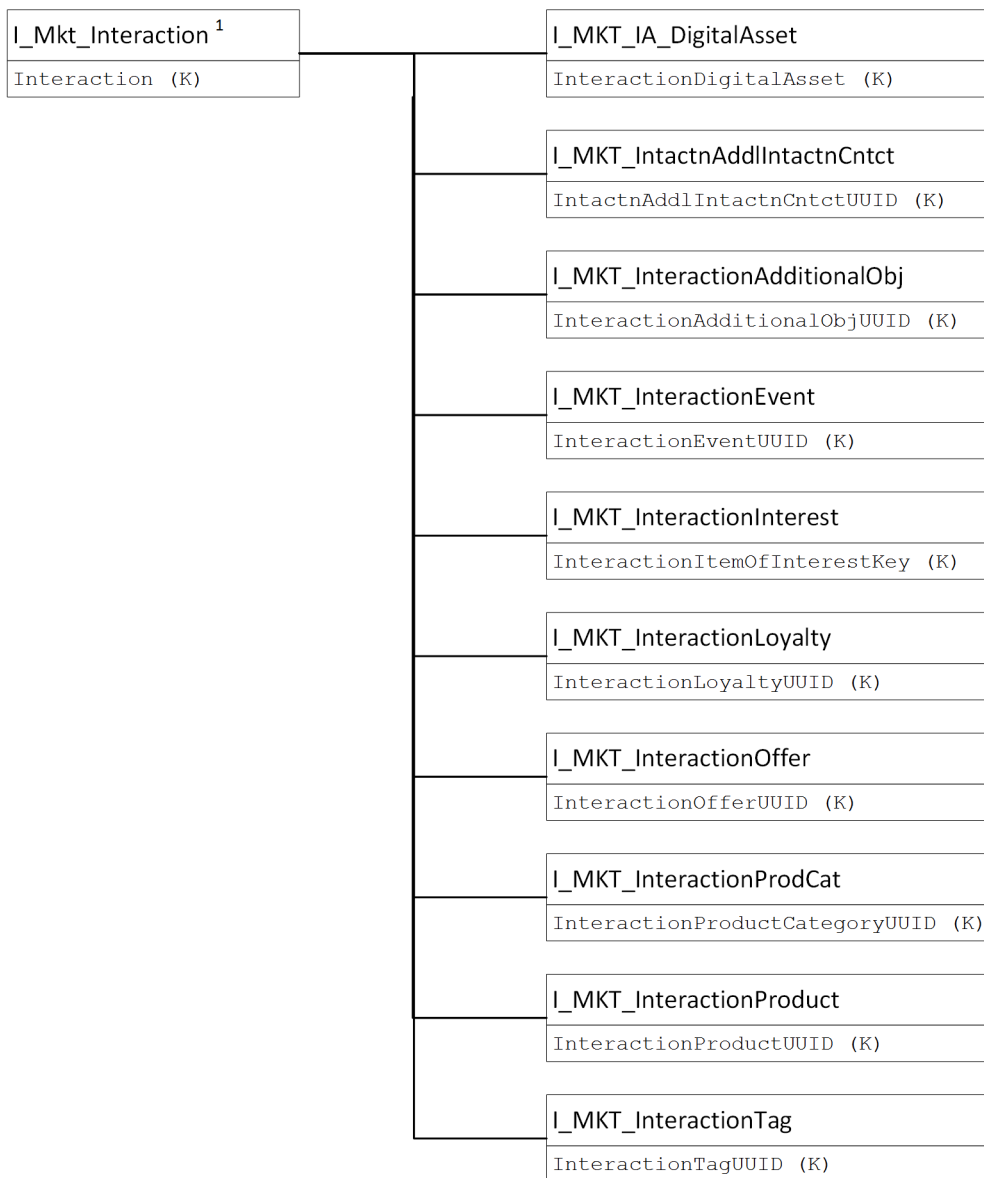 I_Mkt_Interaction 1
Interaction (K)
I_MKT_IA_DigitalAsset
InteractionDigitalAsset (K)
I_MKT_IntactnAddlIntactnCntct
IntactnAddlIntactnCntctUUID (K)
I_MKT_InteractionAdditionalObj
InteractionAdditionalObjUUID (K)
I_MKT_InteractionEvent
InteractionEventUUID (K)
I_MKT_InteractionInterest
InteractionItemOfInterestKey (K)
I_MKT_InteractionLoyalty
InteractionLoyaltyUUID (K)
I_MKT_InteractionOffer
InteractionOfferUUID (K)
I_MKT_InteractionProdCat
InteractionProductCategoryUUID (K)
I_MKT_InteractionProduct
InteractionProductUUID (K)
I_MKT_InteractionTag
InteractionTagUUID (K)